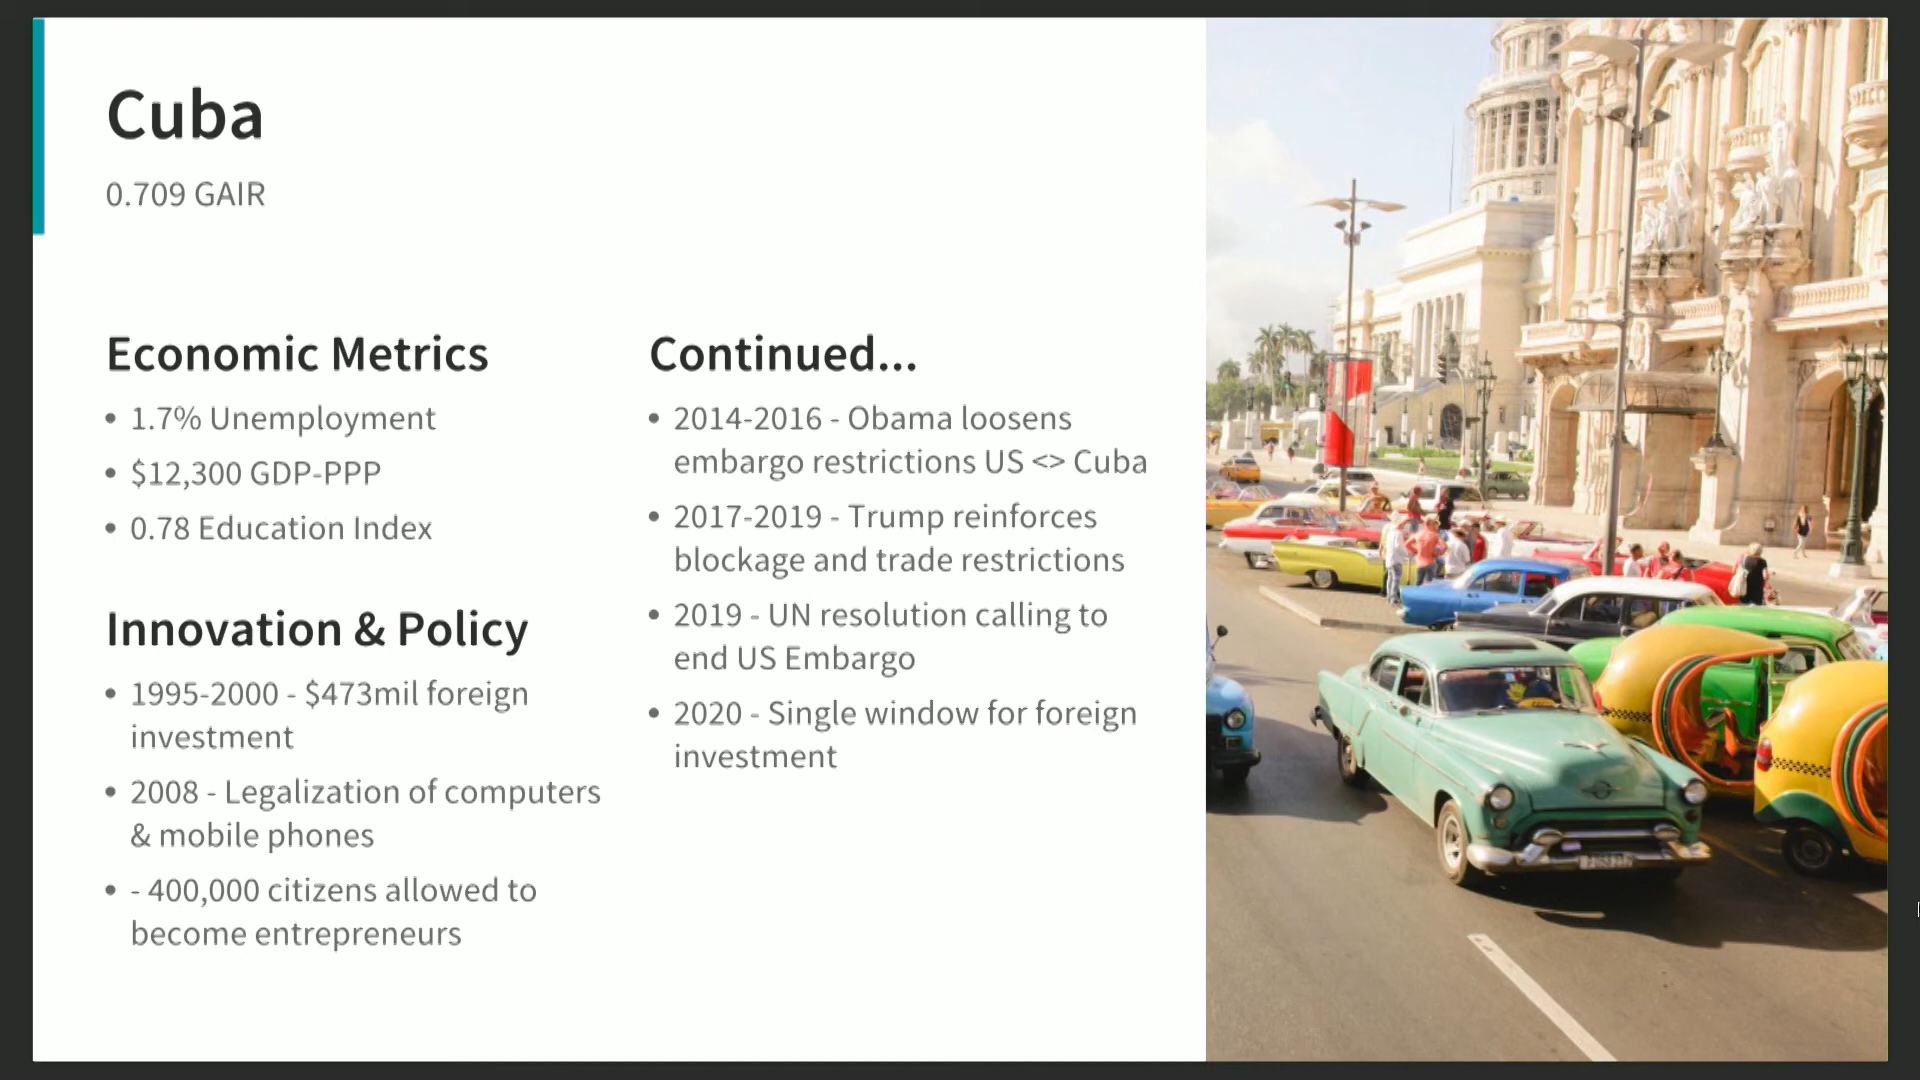 Cuba
0.709 GAIR
Economic Metrics
• 1.7% Unemployment
• $12,300 GDP-PPP
• 0.78 Education Index
Innovation & Policy
• 1995-2000 - $473mil foreign
investment
• 2008 - Legalization of computers
& mobile phones
• - 400,000 citizens allowed to
become entrepreneurs
Continued...
• 2014-2016 - Obama loosens
embargo restrictions US <> Cuba
• 2017-2019 - Trump reinforces
blockage and trade restrictions
• 2019 - UN resolution calling to
end US Embargo
• 2020 - Single window for foreign
investment